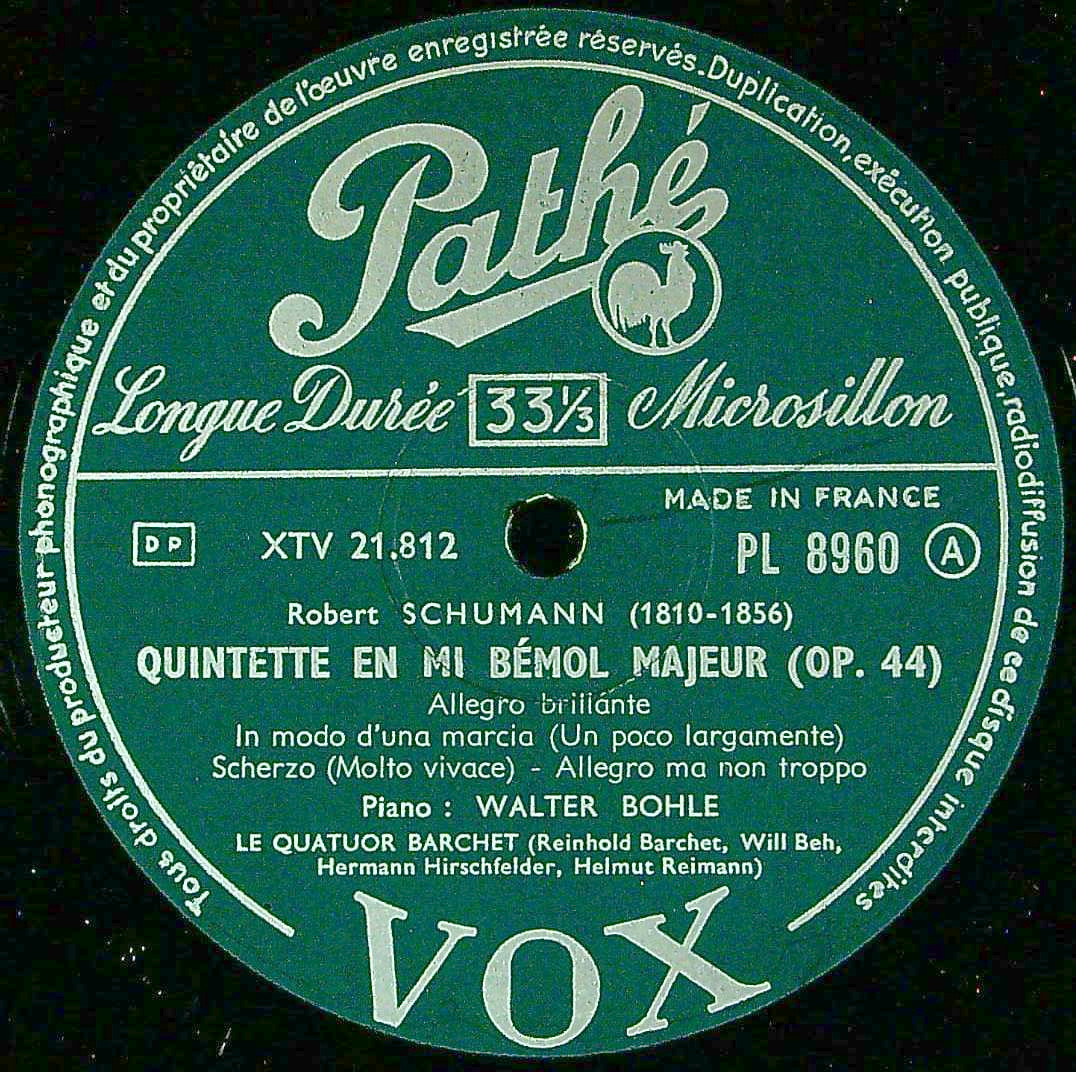 Tous droits du producteur phonographique et du propriétaire de l'œuvre enregistrée réservés. Duplication, exécution publique, radiodiffusion de ce disque interdites
Pathé
Longue Durée 33⅓ Microsillon
MADE IN FRANCE
DP XTV 21.812 PL 8960 A
Robert SCHUMANN (1810-1856)
QUINTETTE EN MI BÉMOL MAJEUR (OP. 44)
Allegro brillante
In modo d'una marcia (Un poco largamente)
Scherzo (Molto vivace) - Allegro ma non troppo
Piano : WALTER BOHLE
LE QUATUOR BARCHET (Reinhold Barchet, Will Beh,
Hermann Hirschfelder, Helmut Reimann)
VOX